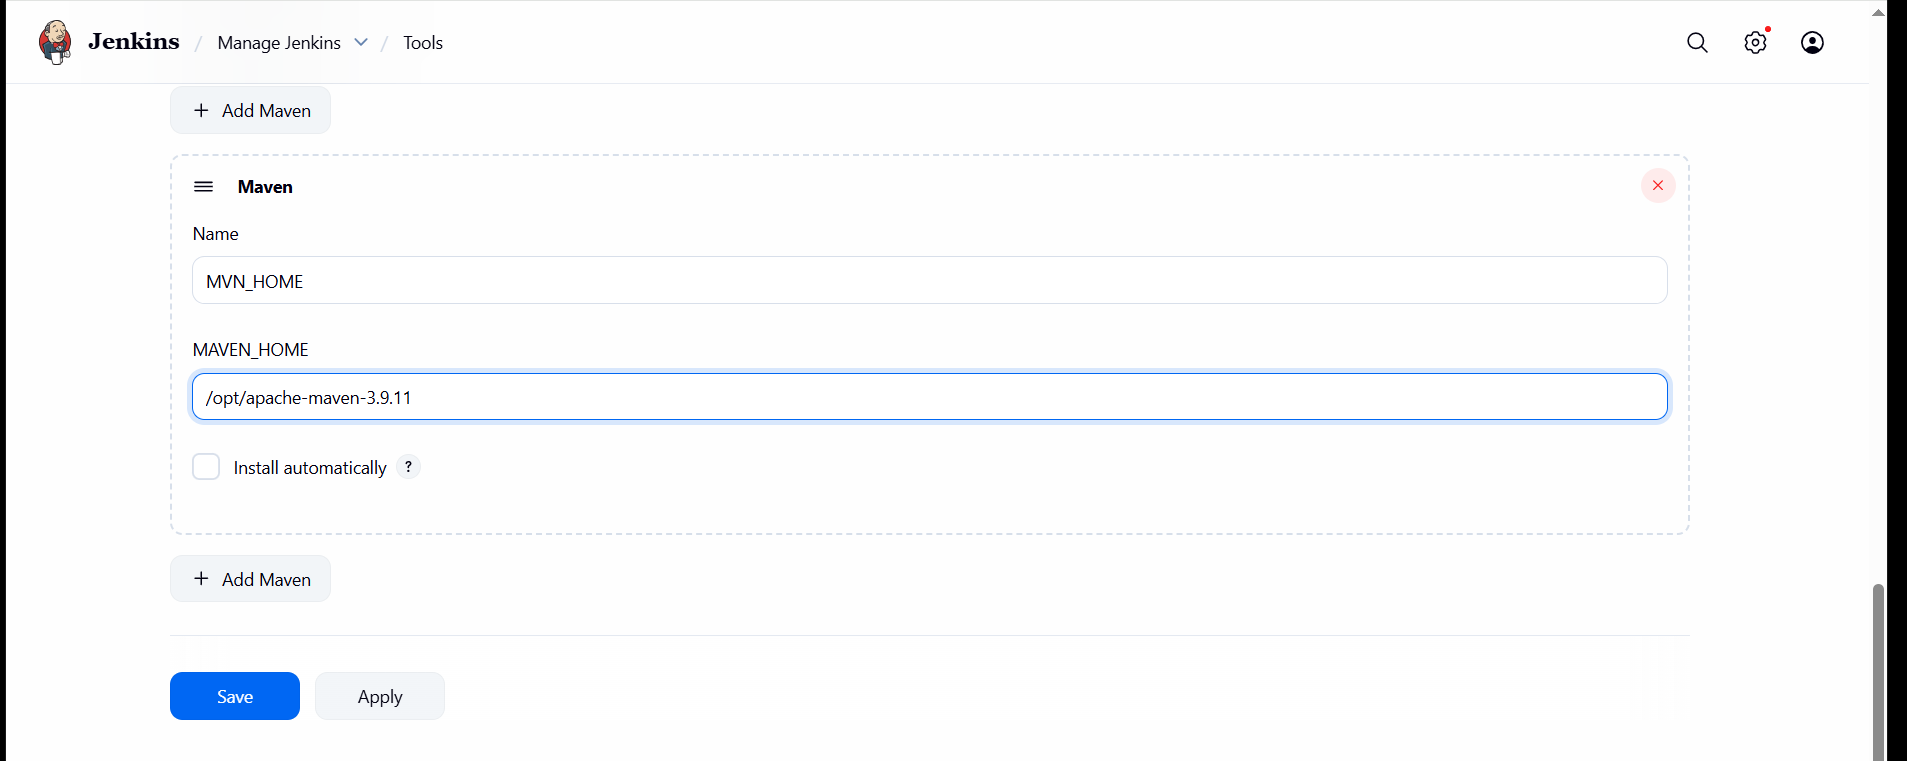 Jenkins / Manage Jenkins / Tools
+ Add Maven
Maven
Name
MVN_HOME
MAVEN_HOME
/opt/apache-maven-3.9.11
Install automatically ?
+ Add Maven
Save Apply